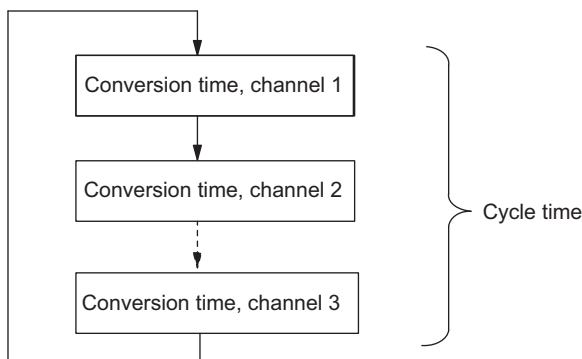 Conversion time, channel 1
Conversion time, channel 2
Cycle time
Conversion time, channel 3